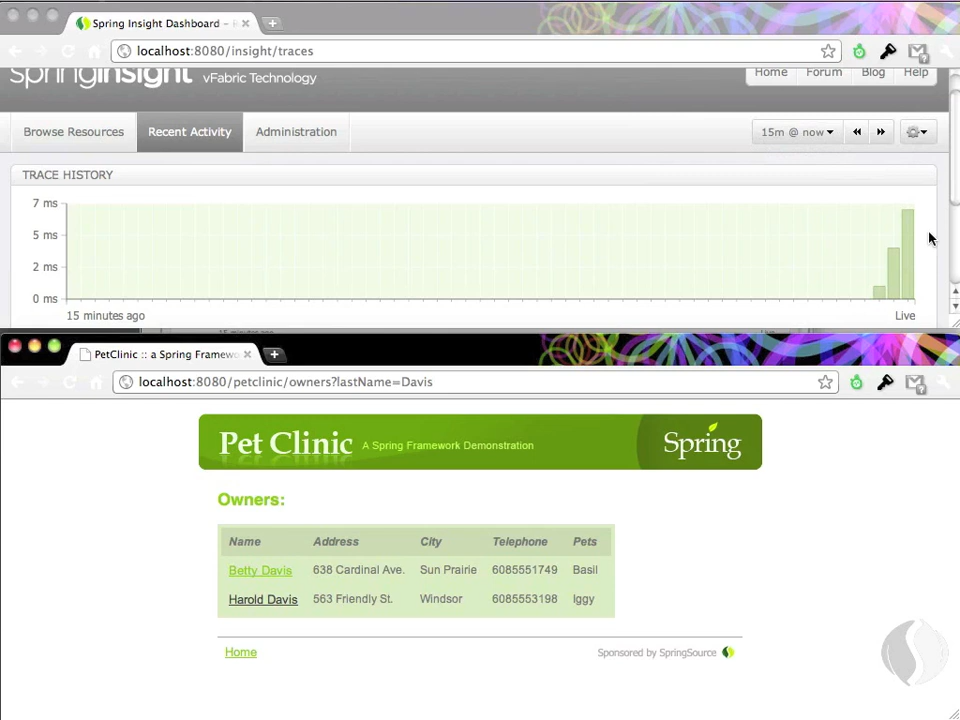 Spring Insight Dashboard –
localhost:8080/insight/traces
springinsight vFabric Technology
Home Forum Blog Help
Browse Resources Recent Activity Administration
15m @ now
TRACE HISTORY
7 ms
5 ms
2 ms
0 ms
15 minutes ago Live
PetClinic :: a Spring Framewo
localhost:8080/petclinic/owners?lastName=Davis
Pet Clinic A Spring Framework Demonstration Spring
Owners:
Name Address City Telephone Pets
Betty Davis 638 Cardinal Ave. Sun Prairie 6085551749 Basil
Harold Davis 563 Friendly St. Windsor 6085553198 Iggy
Home Sponsored by SpringSource